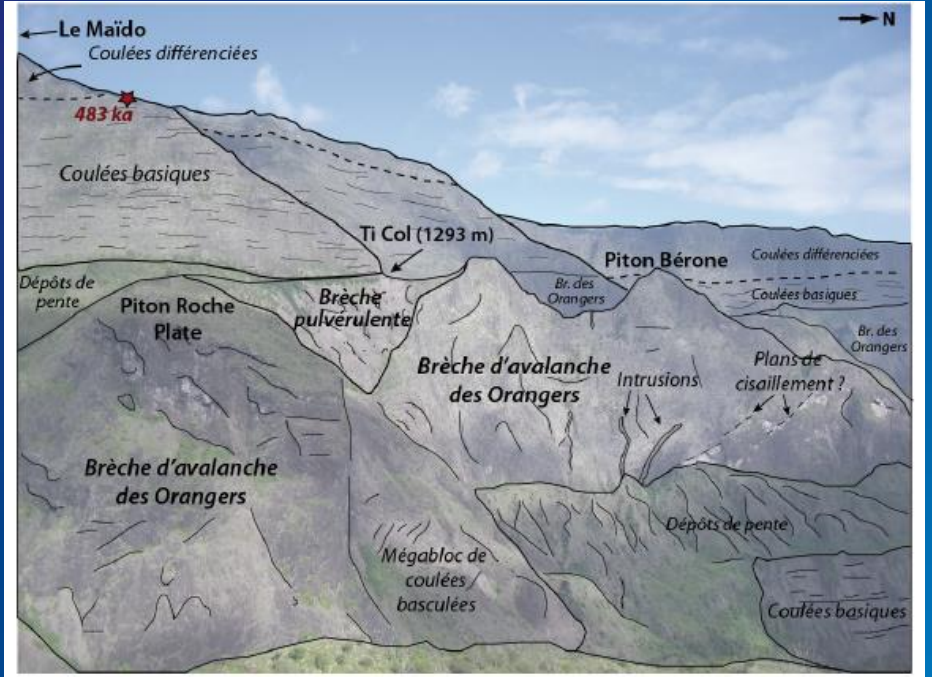 N
Le Maïdo
Coulées différenciées
483 ka
Coulées basiques
Ti Col (1293 m)
Piton Bérone
Coulées différenciées
Dépôts de
pente
Piton Roche
Plate
Brèche
pulvérulente
Br. des
Orangers
Coulées basiques
Br. des
Orangers
Brèche d'avalanche
des Orangers
Intrusions
Plans de
cisaillement ?
Brèche d'avalanche
des Orangers
Dépôts de pente
Mégabloc de
coulées
basculées
Coulées basiques